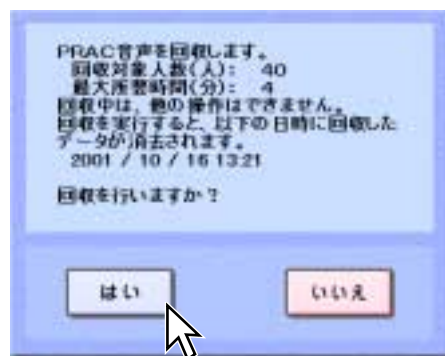 PRAC音声を回収します。
回収対象人数(人): 40
最大所要時間(分): 4
回収中は、他の操作はできません。
回収を実行すると、以下の日時に回収した
データが消去されます。
2001 / 10 / 16 13:21
回収を行いますか?
はい
いいえ